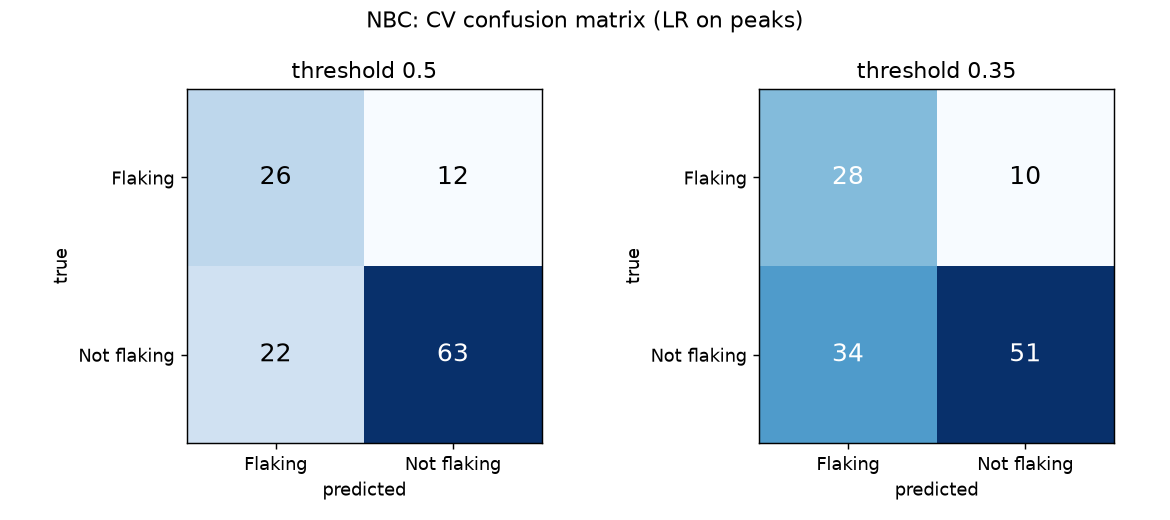 NBC: CV confusion matrix (LR on peaks)
threshold 0.5
Flaking
26
12
true
Not flaking
22
63
Flaking
Not flaking
predicted
threshold 0.35
Flaking
28
10
true
Not flaking
34
51
Flaking
Not flaking
predicted